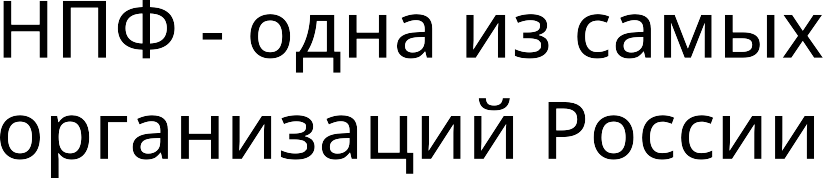 НПФ - одна из самых
организаций России